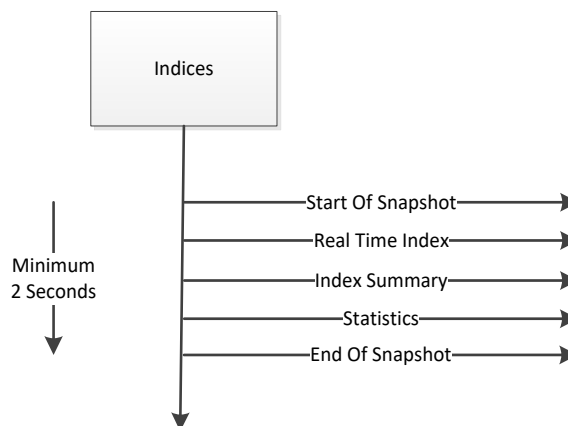 Indices
Start Of Snapshot
Real Time Index
Minimum
2 Seconds
Index Summary
Statistics
End Of Snapshot